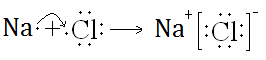 Na· + ·Cl: ⟶ Na⁺ [:Cl:]⁻